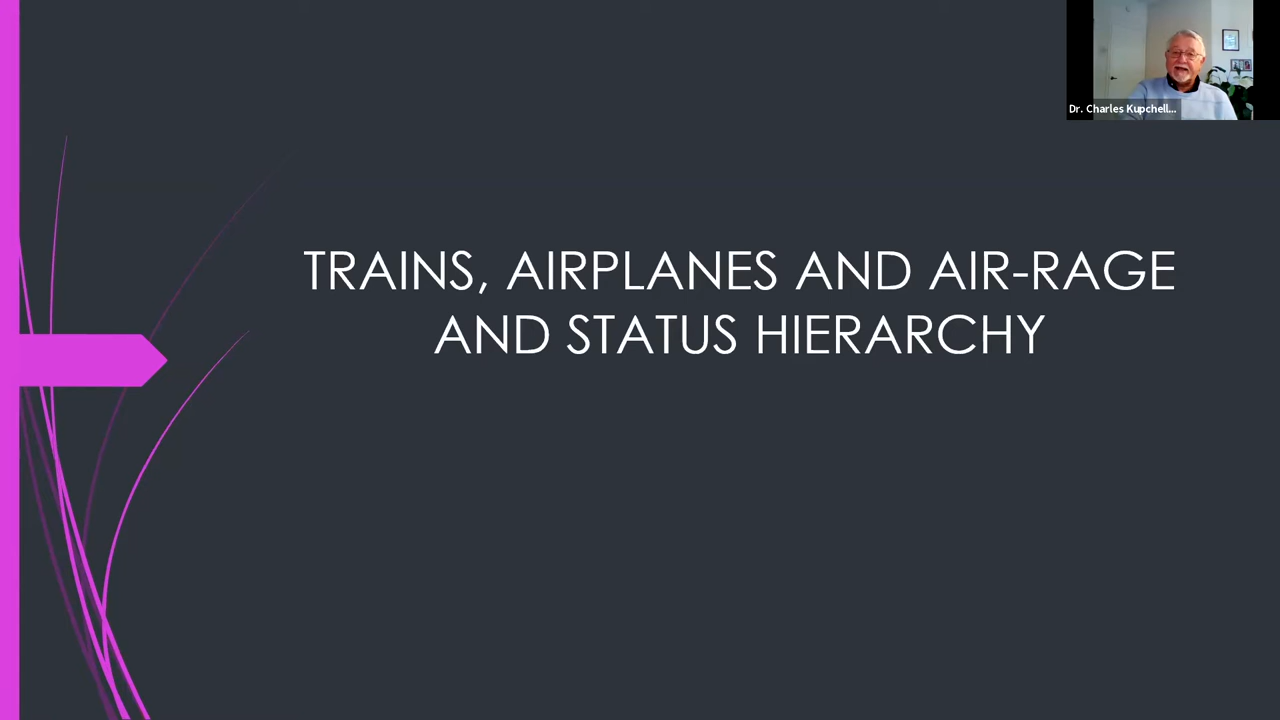 Dr. Charles Kupchell...
TRAINS, AIRPLANES AND AIR-RAGE
AND STATUS HIERARCHY